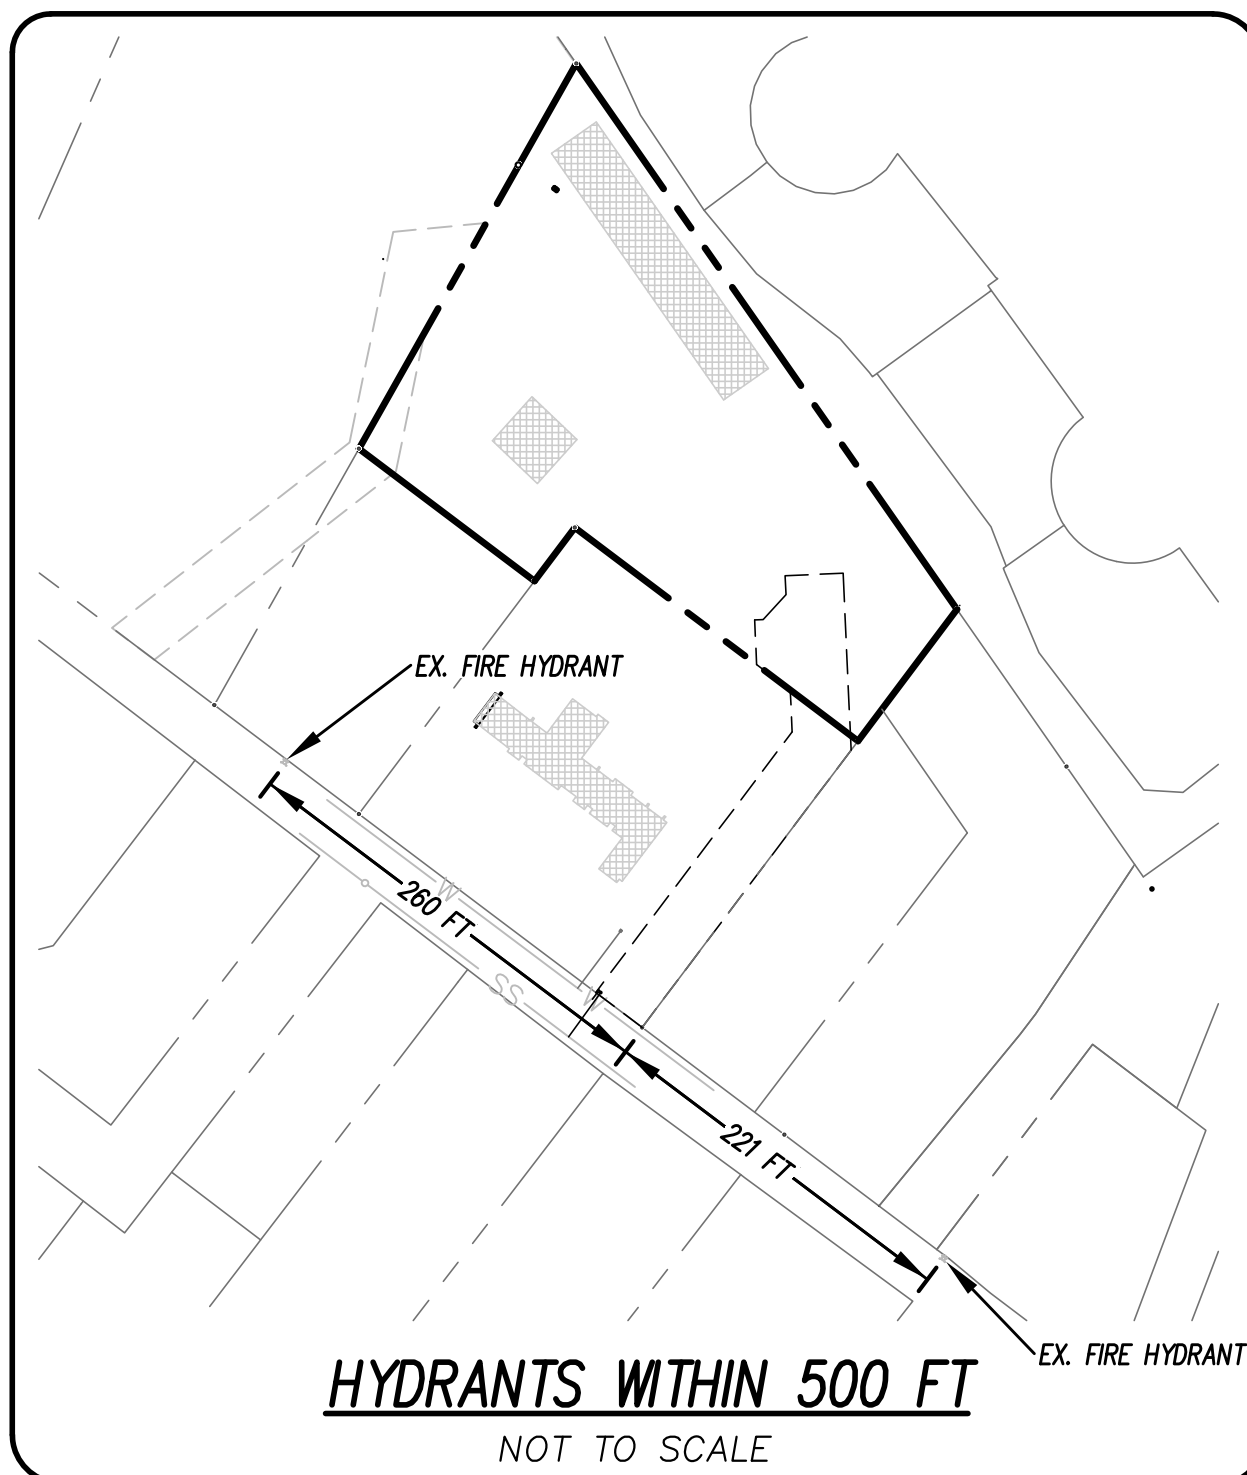 EX. FIRE HYDRANT
W
260 FT
SS
W
221 FT
EX. FIRE HYDRANT
HYDRANTS WITHIN 500 FT
NOT TO SCALE